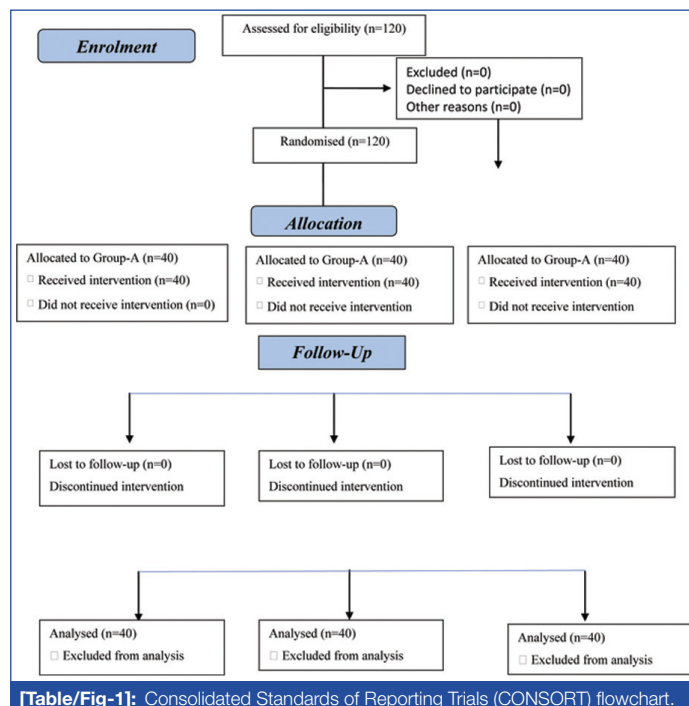 Assessed for eligibility (n=120)
Enrolment
Excluded (n=0)
Declined to participate (n=0)
Other reasons (n=0)
Randomised (n=120)
Allocation
Allocated to Group-A (n=40)
Received intervention (n=40)
Did not receive intervention (n=0)
Allocated to Group-A (n=40)
Received intervention (n=40)
Did not receive intervention
Allocated to Group-A (n=40)
Received intervention (n=40)
Did not receive intervention
Follow-Up
Lost to follow-up (n=0)
Discontinued intervention
Lost to follow-up (n=0)
Discontinued intervention
Lost to follow-up (n=0)
Discontinued intervention
Analysed (n=40)
Excluded from analysis
Analysed (n=40)
Excluded from analysis
Analysed (n=40)
Excluded from analysis
[Table/Fig-1]: Consolidated Standards of Reporting Trials (CONSORT) flowchart.